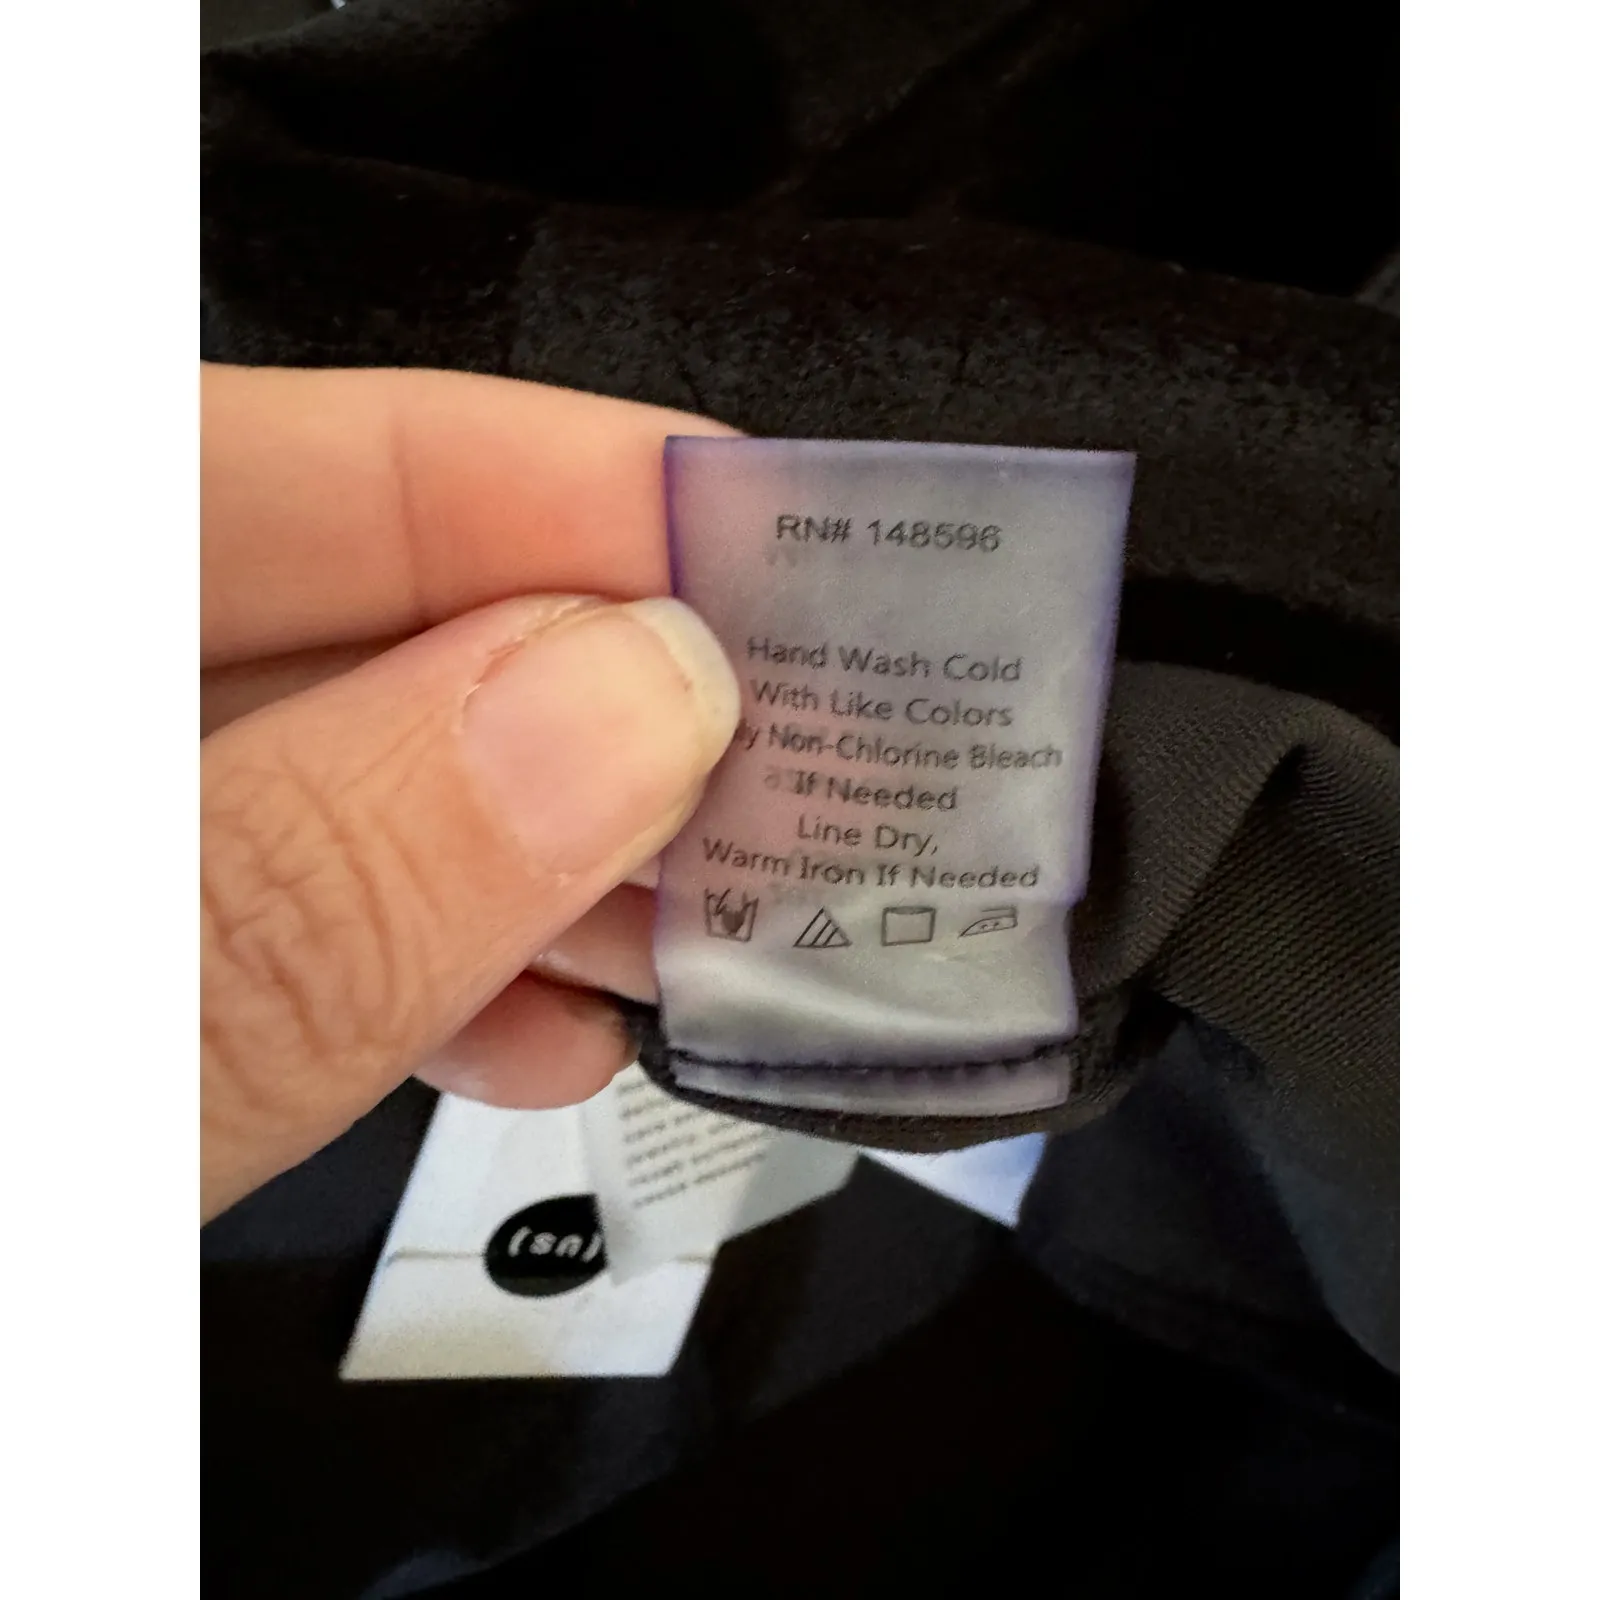 RN# 148596
Hand Wash Cold
With Like Colors
ly Non-Chlorine Bleach
If Needed
Line Dry,
Warm Iron If Needed
(sn)